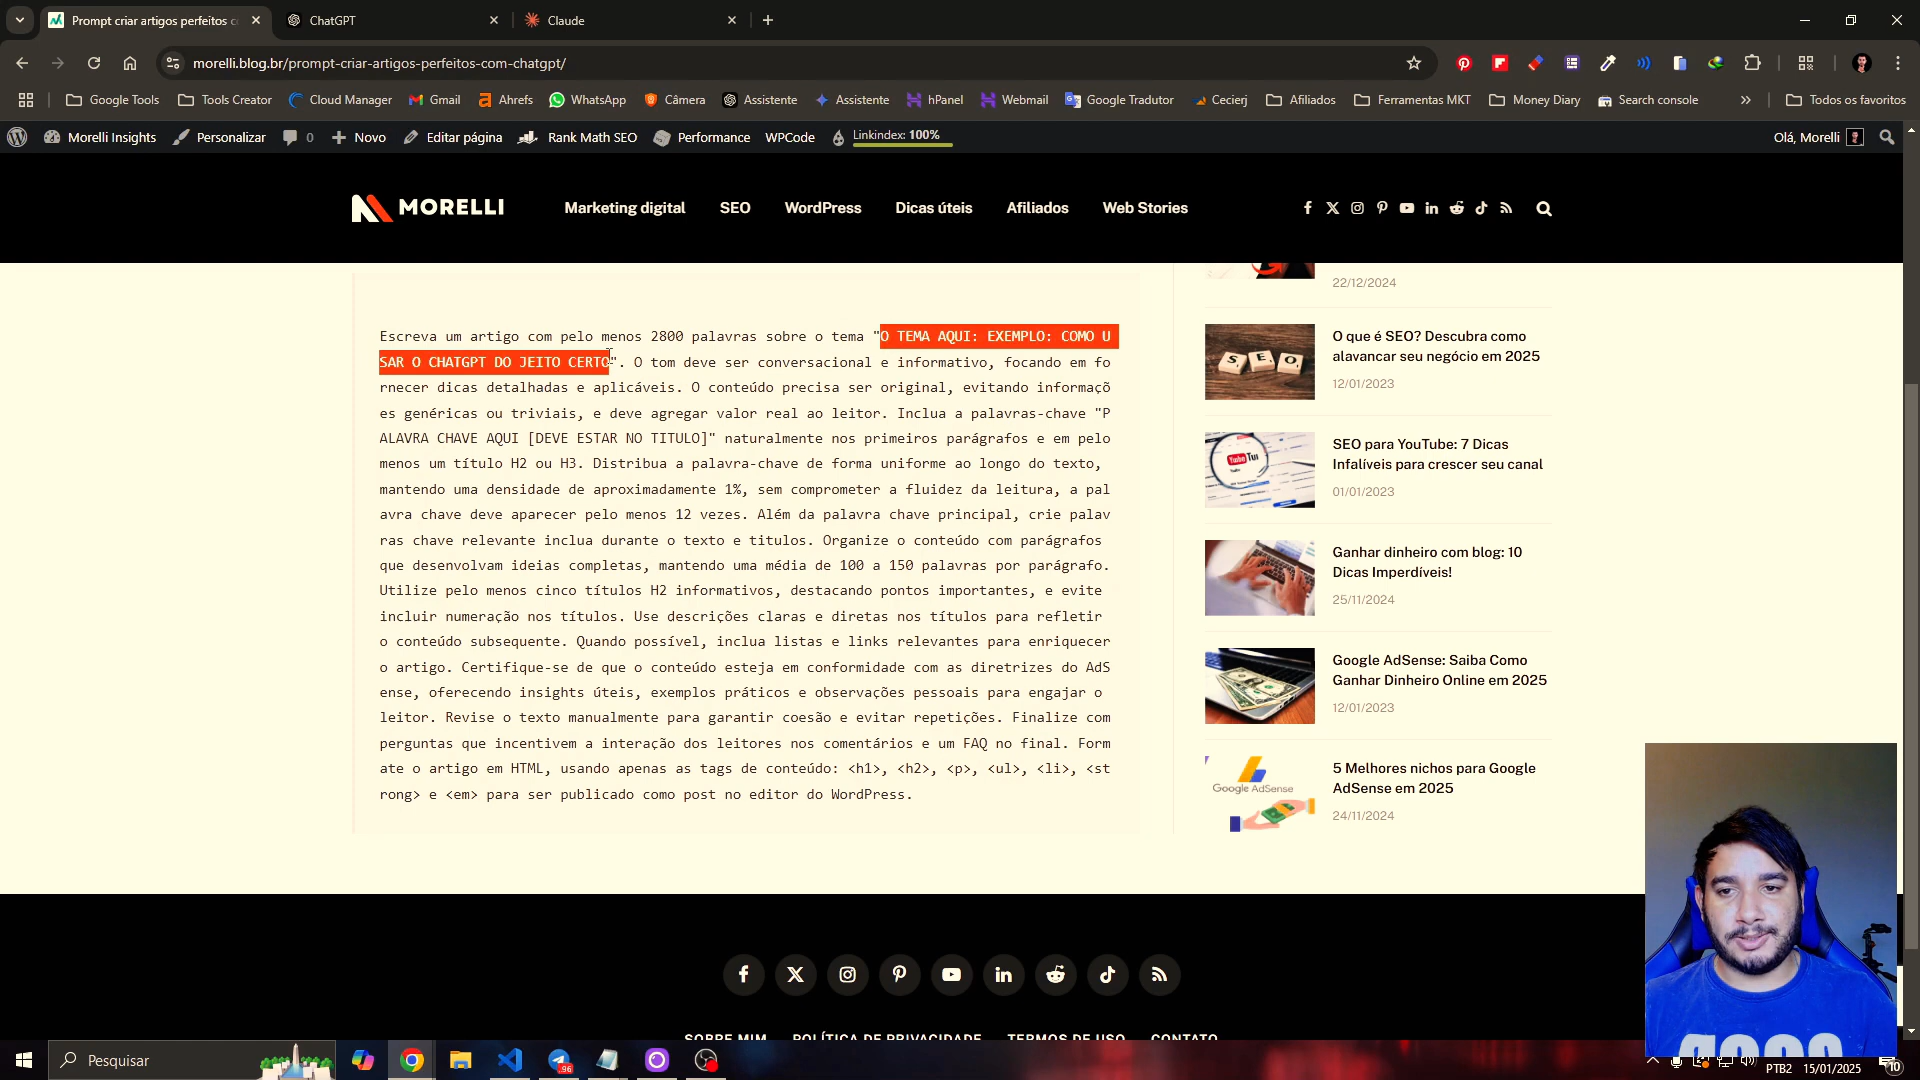 Prompt criar artigos perfeitos c
ChatGPT
Claude
morelli.blog.br/prompt-criar-artigos-perfeitos-com-chatgpt/
Google Tools
Tools Creator
Cloud Manager
Gmail
Ahrefs
WhatsApp
Câmera
Assistente
Assistente
hPanel
Webmail
Google Tradutor
Cecierj
Afiliados
Ferramentas MKT
Money Diary
Search console
»
Todos os favoritos
Morelli Insights
Personalizar
0
Novo
Editar página
Rank Math SEO
Performance
WPCode
Linkindex: 100%
Olá, Morelli
MORELLI
Marketing digital
SEO
WordPress
Dicas úteis
Afiliados
Web Stories
Escreva um artigo com pelo menos 2800 palavras sobre o tema "O TEMA AQUI: EXEMPLO: COMO U
SAR O CHATGPT DO JEITO CERTO". O tom deve ser conversacional e informativo, focando em fo
rnecer dicas detalhadas e aplicáveis. O conteúdo precisa ser original, evitando informaçõ
es genéricas ou triviais, e deve agregar valor real ao leitor. Inclua a palavras-chave "P
ALAVRA CHAVE AQUI [DEVE ESTAR NO TITULO]" naturalmente nos primeiros parágrafos e em pelo
menos um título H2 ou H3. Distribua a palavra-chave de forma uniforme ao longo do texto,
mantendo uma densidade de aproximadamente 1%, sem comprometer a fluidez da leitura, a pal
avra chave deve aparecer pelo menos 12 vezes. Além da palavra chave principal, crie palav
ras chave relevante inclua durante o texto e titulos. Organize o conteúdo com parágrafos
que desenvolvam ideias completas, mantendo uma média de 100 a 150 palavras por parágrafo.
Utilize pelo menos cinco títulos H2 informativos, destacando pontos importantes, e evite
incluir numeração nos títulos. Use descrições claras e diretas nos títulos para refletir
o conteúdo subsequente. Quando possível, inclua listas e links relevantes para enriquecer
o artigo. Certifique-se de que o conteúdo esteja em conformidade com as diretrizes do AdS
ense, oferecendo insights úteis, exemplos práticos e observações pessoais para engajar o
leitor. Revise o texto manualmente para garantir coesão e evitar repetições. Finalize com
perguntas que incentivem a interação dos leitores nos comentários e um FAQ no final. Form
ate o artigo em HTML, usando apenas as tags de conteúdo: <h1>, <h2>, <p>, <ul>, <li>, <st
rong> e <em> para ser publicado como post no editor do WordPress.
22/12/2024
SEO
O que é SEO? Descubra como
alavancar seu negócio em 2025
12/01/2023
SEO para YouTube: 7 Dicas
Infalíveis para crescer seu canal
01/01/2023
Ganhar dinheiro com blog: 10
Dicas Imperdíveis!
25/11/2024
Google AdSense: Saiba Como
Ganhar Dinheiro Online em 2025
12/01/2023
Google AdSense
5 Melhores nichos para Google
AdSense em 2025
24/11/2024
SOBRE MIM
POLÍTICA DE PRIVACIDADE
TERMOS DE USO
CONTATO
Pesquisar
96
PTB2
15/01/2025
10